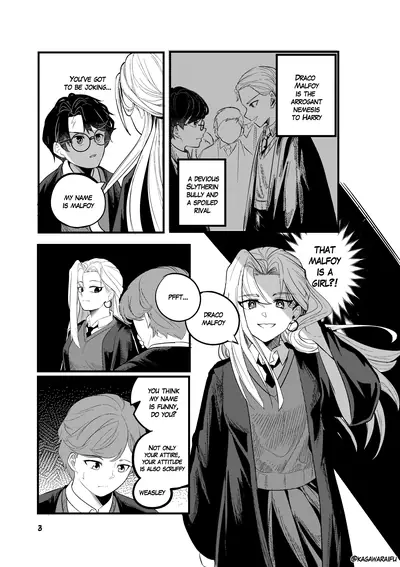 DRACO
MALFOY
IS THE
ARROGANT
NEMESIS
TO HARRY
A DEVIOUS
SLYTHERIN
BULLY AND
A SPOILED
RIVAL
YOU'VE GOT
TO BE JOKING...
MY NAME
IS MALFOY
THAT
MALFOY
IS A
GIRL?!
DRACO
MALFOY
PFFT...
YOU THINK
MY NAME
IS FUNNY,
DO YOU?
NOT ONLY
YOUR ATTIRE,
YOUR ATTITUDE
IS ALSO SCRUFFY
WEASLEY
3
@KAGAWARAIFU